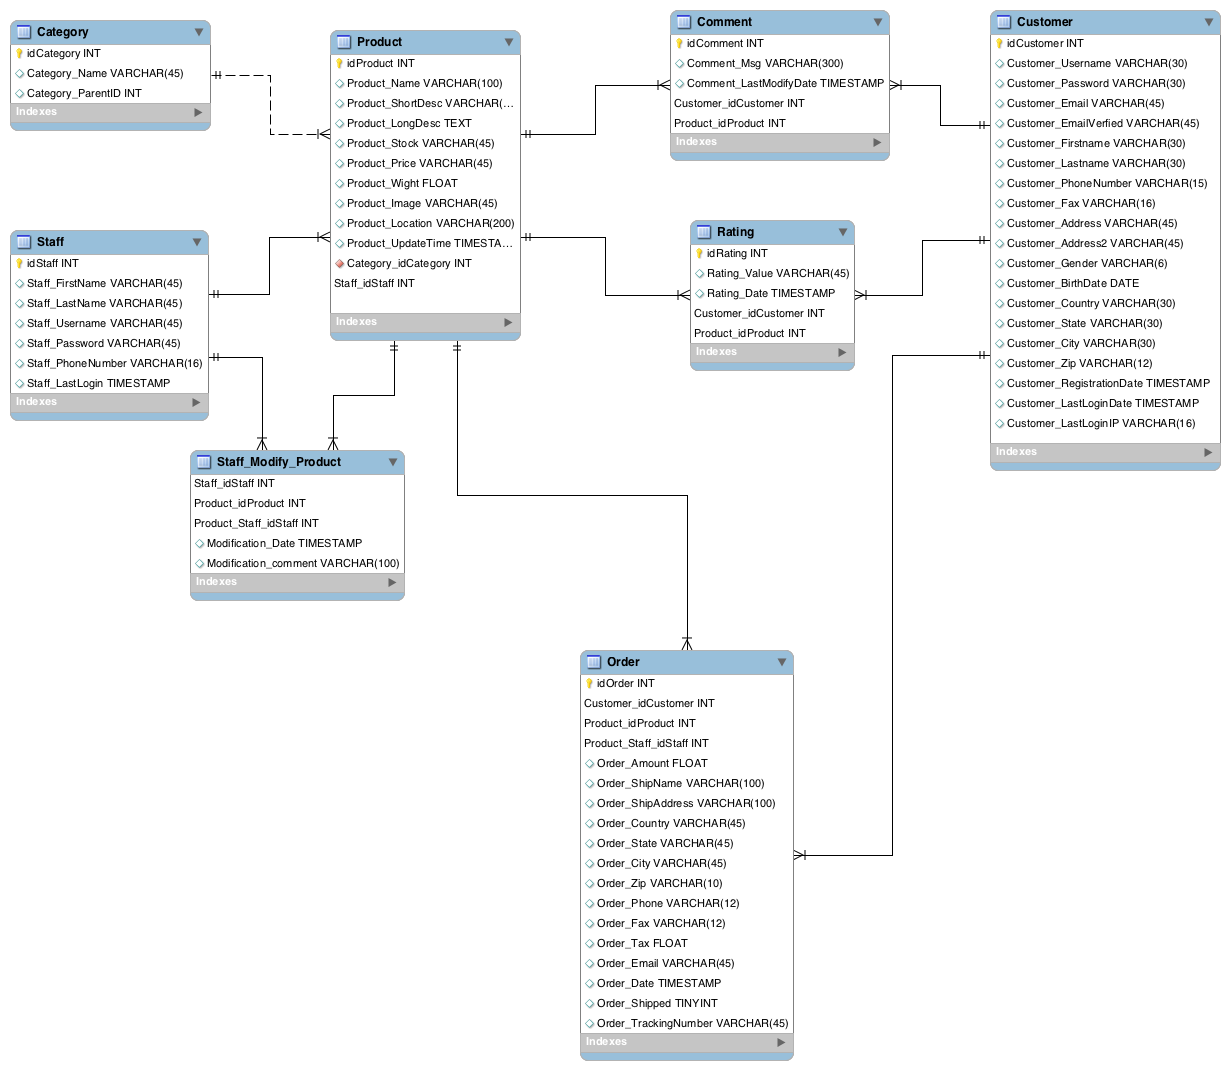 Category
idCategory INT
Category_Name VARCHAR(45)
Category_ParentID INT
Indexes
Product
idProduct INT
Product_Name VARCHAR(100)
Product_ShortDesc VARCHAR(...
Product_LongDesc TEXT
Product_Stock VARCHAR(45)
Product_Price VARCHAR(45)
Product_Wight FLOAT
Product_Image VARCHAR(45)
Product_Location VARCHAR(200)
Product_UpdateTime TIMESTA...
Category_idCategory INT
Staff_idStaff INT
Indexes
Comment
idComment INT
Comment_Msg VARCHAR(300)
Comment_LastModifyDate TIMESTAMP
Customer_idCustomer INT
Product_idProduct INT
Indexes
Customer
idCustomer INT
Customer_Username VARCHAR(30)
Customer_Password VARCHAR(30)
Customer_Email VARCHAR(45)
Customer_EmailVerfied VARCHAR(45)
Customer_Firstname VARCHAR(30)
Customer_Lastname VARCHAR(30)
Customer_PhoneNumber VARCHAR(15)
Customer_Fax VARCHAR(16)
Customer_Address VARCHAR(45)
Customer_Address2 VARCHAR(45)
Customer_Gender VARCHAR(6)
Customer_BirthDate DATE
Customer_Country VARCHAR(30)
Customer_State VARCHAR(30)
Customer_City VARCHAR(30)
Customer_Zip VARCHAR(12)
Customer_RegistrationDate TIMESTAMP
Customer_LastLoginDate TIMESTAMP
Customer_LastLoginIP VARCHAR(16)
Indexes
Staff
idStaff INT
Staff_FirstName VARCHAR(45)
Staff_LastName VARCHAR(45)
Staff_Username VARCHAR(45)
Staff_Password VARCHAR(45)
Staff_PhoneNumber VARCHAR(16)
Staff_LastLogin TIMESTAMP
Indexes
Rating
idRating INT
Rating_Value VARCHAR(45)
Rating_Date TIMESTAMP
Customer_idCustomer INT
Product_idProduct INT
Indexes
Staff_Modify_Product
Staff_idStaff INT
Product_idProduct INT
Product_Staff_idStaff INT
Modification_Date TIMESTAMP
Modification_comment VARCHAR(100)
Indexes
Order
idOrder INT
Customer_idCustomer INT
Product_idProduct INT
Product_Staff_idStaff INT
Order_Amount FLOAT
Order_ShipName VARCHAR(100)
Order_ShipAddress VARCHAR(100)
Order_Country VARCHAR(45)
Order_State VARCHAR(45)
Order_City VARCHAR(45)
Order_Zip VARCHAR(10)
Order_Phone VARCHAR(12)
Order_Fax VARCHAR(12)
Order_Tax FLOAT
Order_Email VARCHAR(45)
Order_Date TIMESTAMP
Order_Shipped TINYINT
Order_TrackingNumber VARCHAR(45)
Indexes